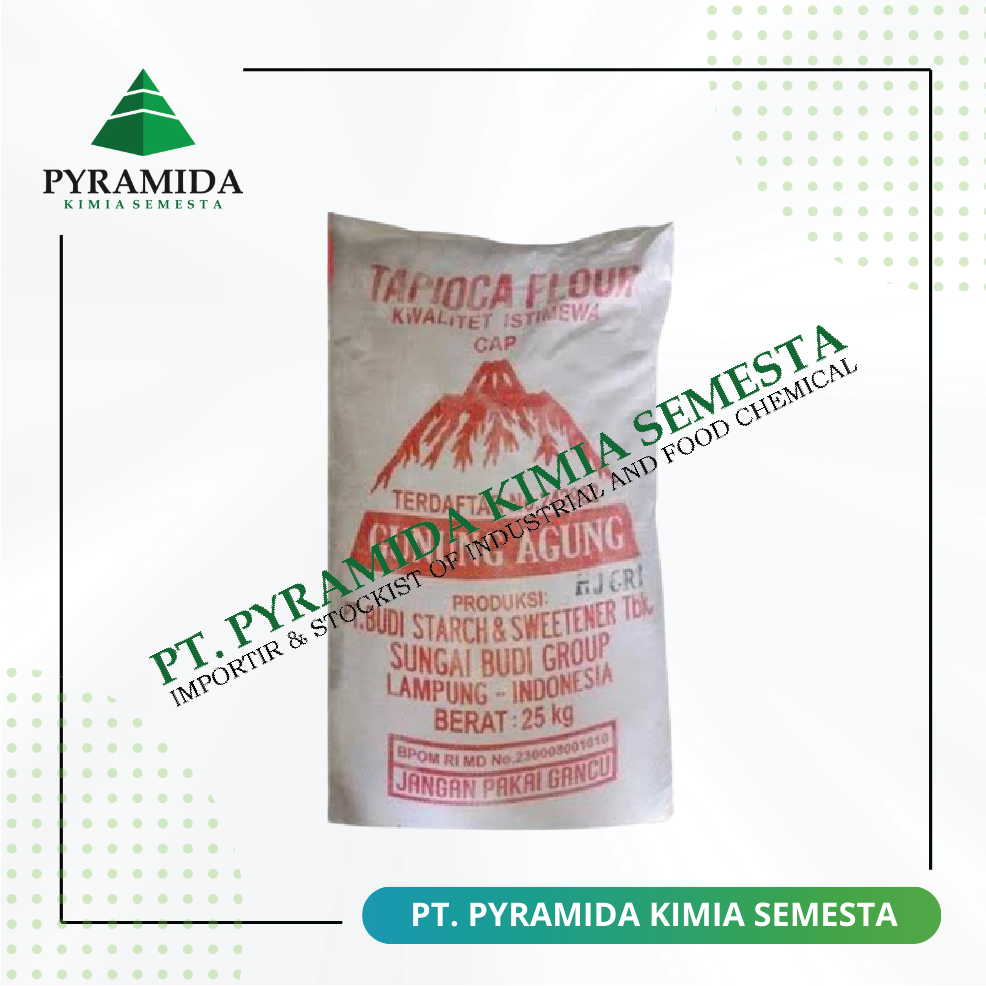 PYRAMIDA
KIMIA SEMESTA
TAPIOCA FLOUR
KWALITET ISTIMEWA
CAP
TERDAFTAR No.
GUNUNG AGUNG
PT. PYRAMIDA KIMIA SEMESTA
IMPORTIR & STOCKIST OF INDUSTRIAL AND FOOD CHEMICAL
PRODUKSI:
BUDI STARCH & SWEETENER Tbk.
SUNGAI BUDI GROUP
LAMPUNG - INDONESIA
BERAT : 25 kg
BPOM RI MD No.230008001010
JANGAN PAKAI GANCU
PT. PYRAMIDA KIMIA SEMESTA